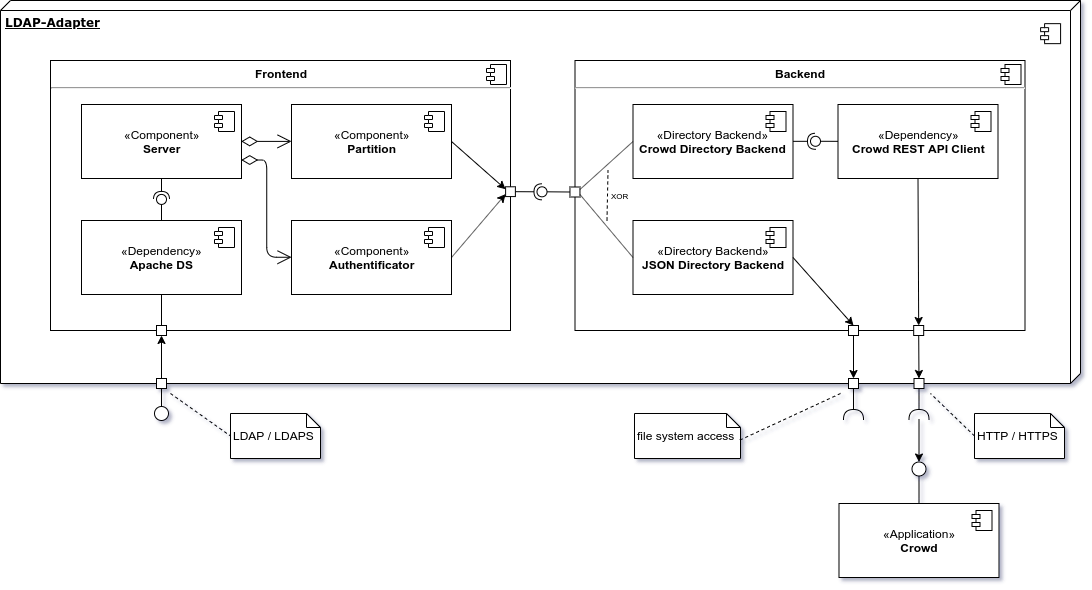 LDAP-Adapter
Frontend
Backend
«Component»
Server
«Component»
Partition
«Directory Backend»
Crowd Directory Backend
«Dependency»
Crowd REST API Client
XOR
«Dependency»
Apache DS
«Component»
Authentificator
«Directory Backend»
JSON Directory Backend
LDAP / LDAPS
file system access
HTTP / HTTPS
«Application»
Crowd